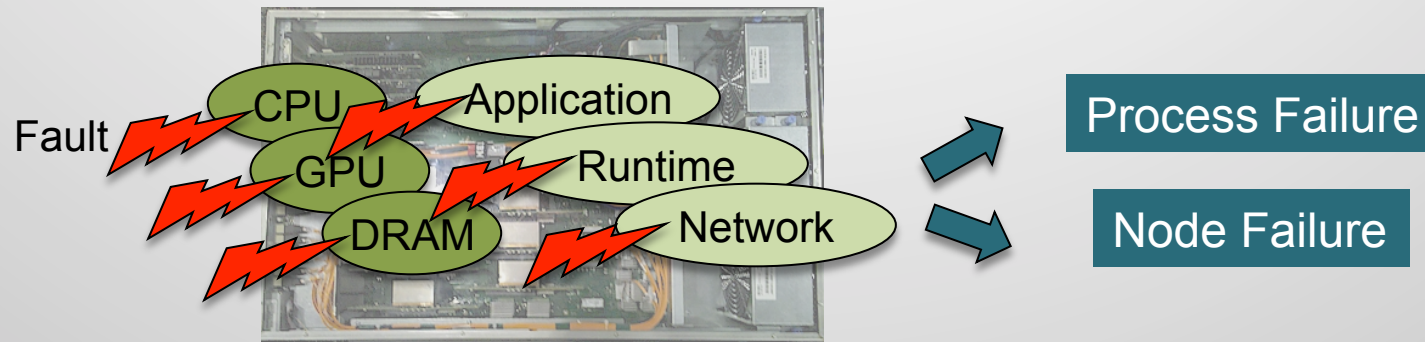 Fault
CPU
GPU
DRAM
Application
Runtime
Network
Process Failure
Node Failure